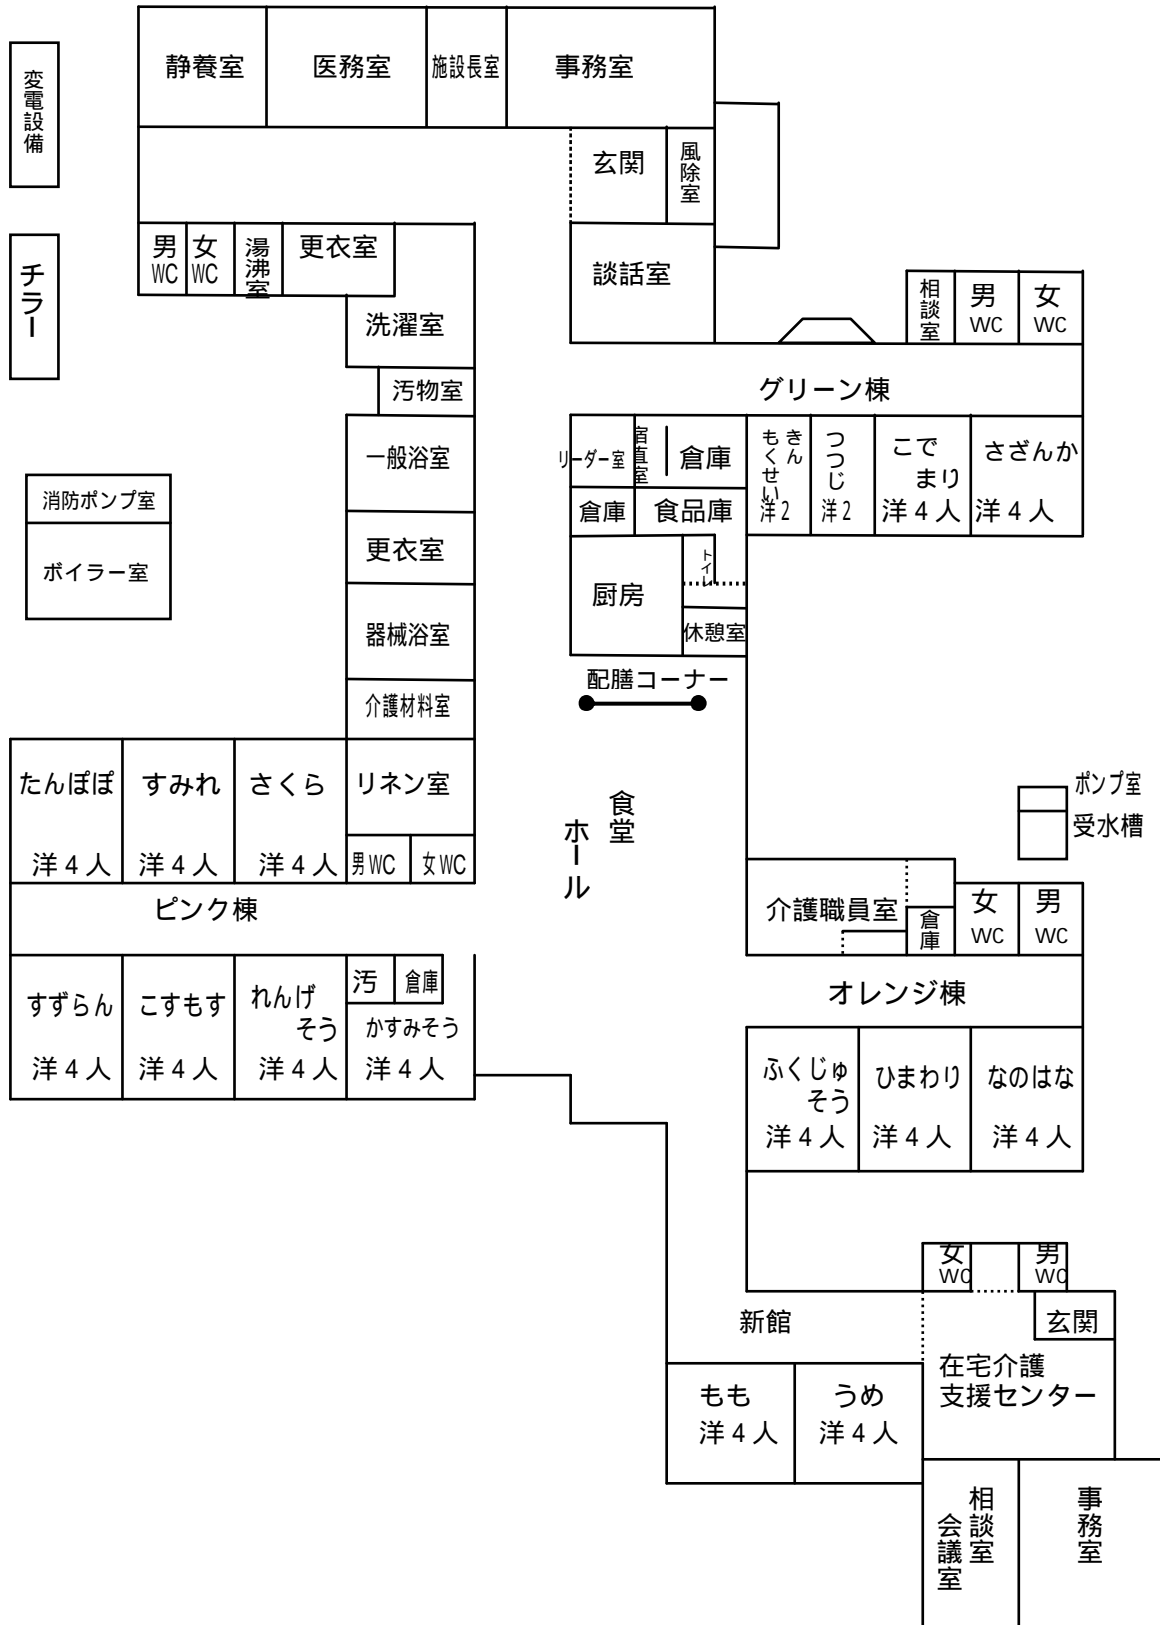 静養室
医務室
施設長室
事務室
変電設備
玄関
風除室
男
WC
女
WC
湯沸室
更衣室
談話室
チラー
相談室
男
WC
女
WC
洗濯室
汚物室
グリーン棟
一般浴室
リーダー室
宿直室
倉庫
きん
もくせい
洋2
つつじ
洋2
こで
まり
洋4人
さざんか
洋4人
消防ポンプ室
ボイラー室
倉庫
食品庫
更衣室
厨房
トイレ
休憩室
器械浴室
配膳コーナー
介護材料室
たんぽぽ
洋4人
すみれ
洋4人
さくら
洋4人
リネン室
男WC
女WC
食堂
ホール
ポンプ室
受水槽
ピンク棟
介護職員室
倉庫
女
WC
男
WC
オレンジ棟
すずらん
洋4人
こすもす
洋4人
れんげ
そう
洋4人
汚
倉庫
かすみそう
洋4人
ふくじゅ
そう
洋4人
ひまわり
洋4人
なのはな
洋4人
女
WC
男
WC
新館
玄関
在宅介護
支援センター
もも
洋4人
うめ
洋4人
相談室
会議室
事務室